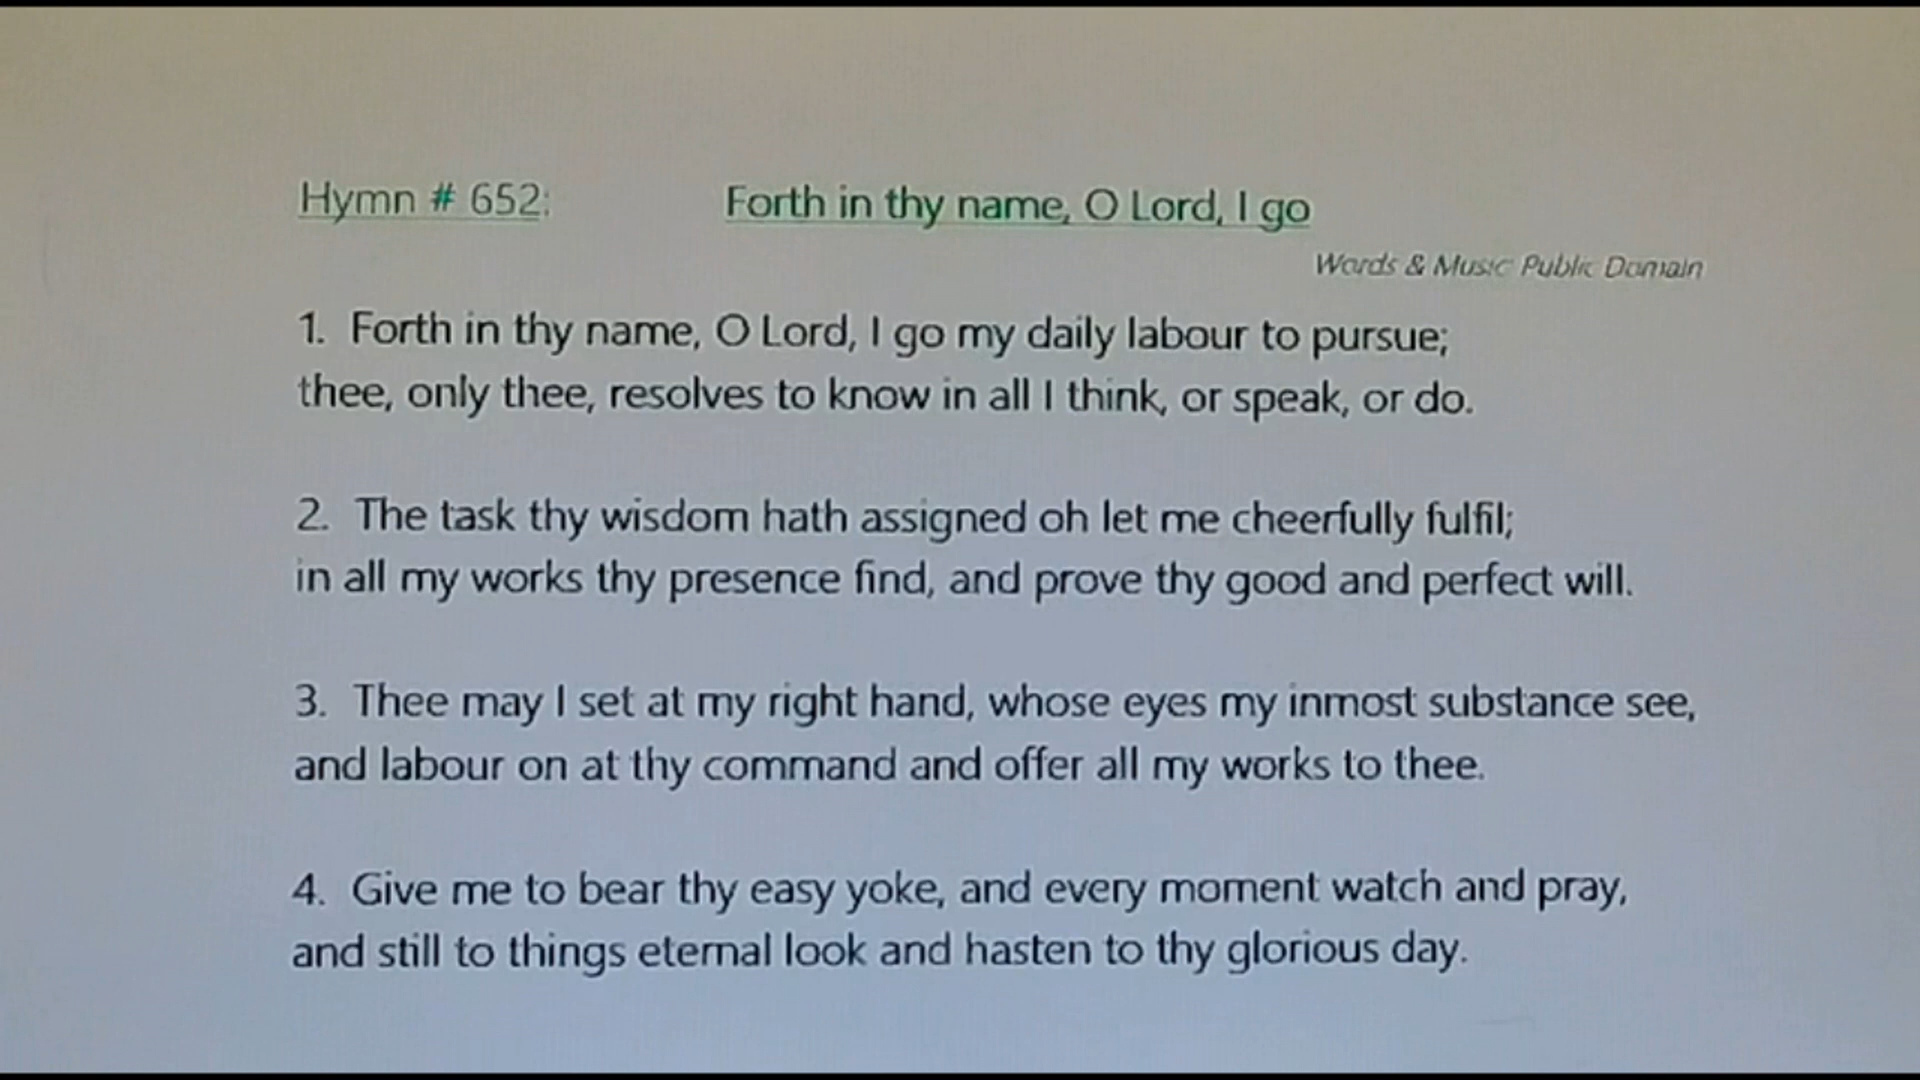 Hymn # 652: Forth in thy name, O Lord, I go
Words & Music Public Domain
1. Forth in thy name, O Lord, I go my daily labour to pursue;
thee, only thee, resolves to know in all I think, or speak, or do.
2. The task thy wisdom hath assigned oh let me cheerfully fulfil;
in all my works thy presence find, and prove thy good and perfect will.
3. Thee may I set at my right hand, whose eyes my inmost substance see,
and labour on at thy command and offer all my works to thee.
4. Give me to bear thy easy yoke, and every moment watch and pray,
and still to things eternal look and hasten to thy glorious day.